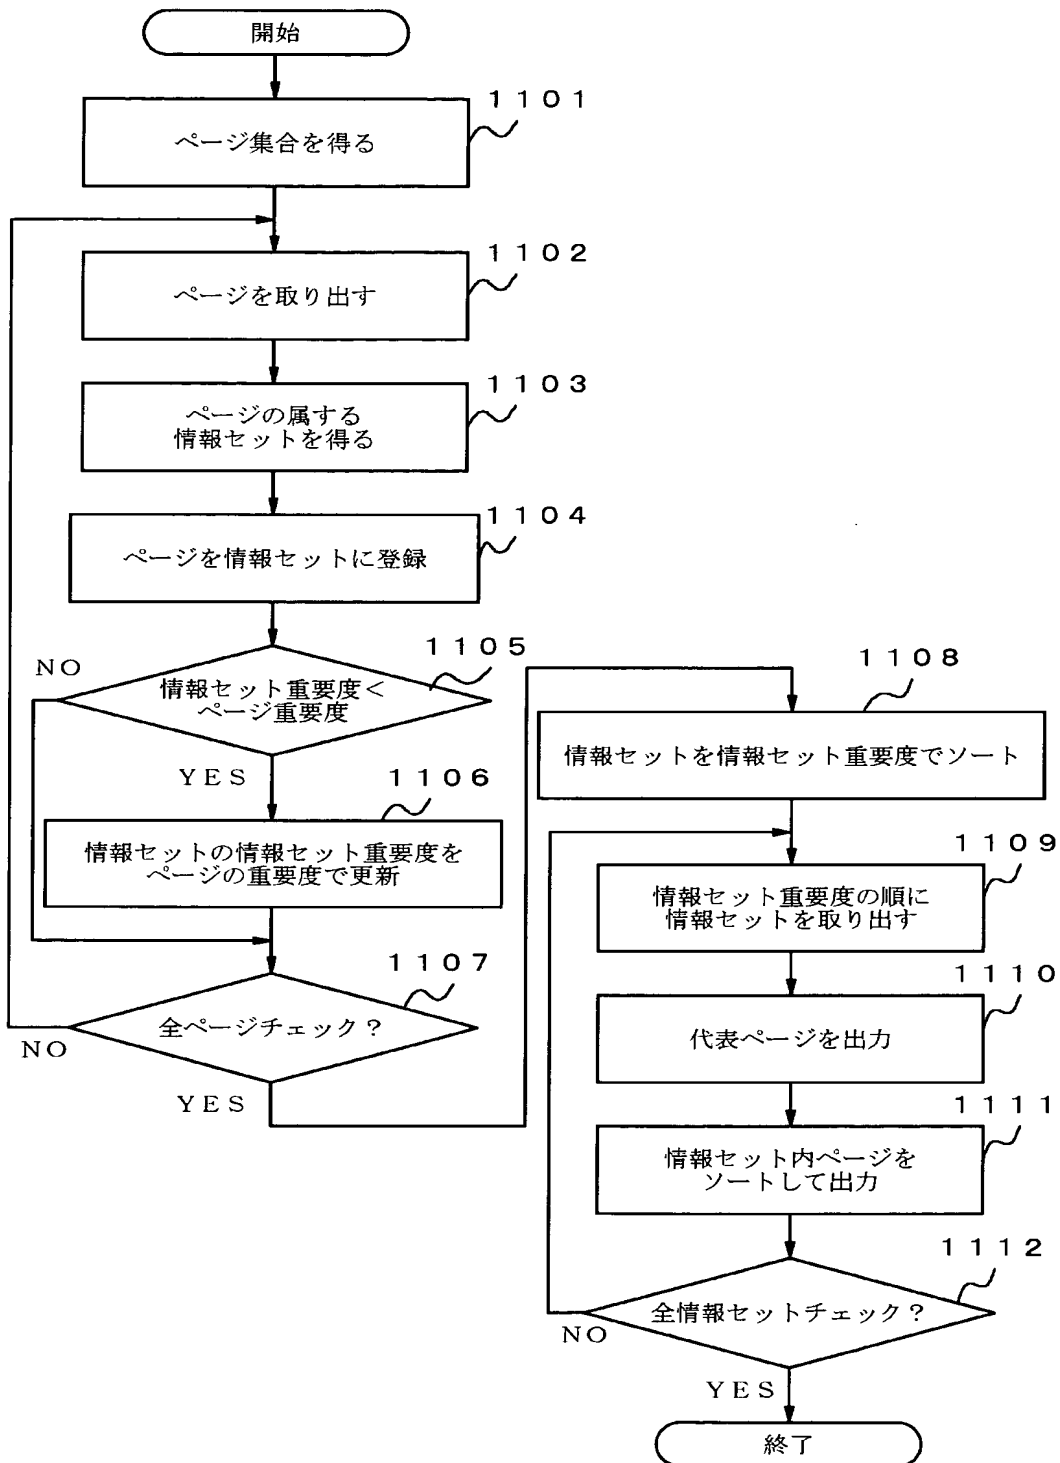 開始
1101
ページ集合を得る
1102
ページを取り出す
1103
ページの属する
情報セットを得る
1104
ページを情報セットに登録
1105
NO
情報セット重要度<
ページ重要度
YES
1106
情報セットの情報セット重要度を
ページの重要度で更新
1107
全ページチェック?
NO
YES
1108
情報セットを情報セット重要度でソート
1109
情報セット重要度の順に
情報セットを取り出す
1110
代表ページを出力
1111
情報セット内ページを
ソートして出力
1112
全情報セットチェック?
NO
YES
終了